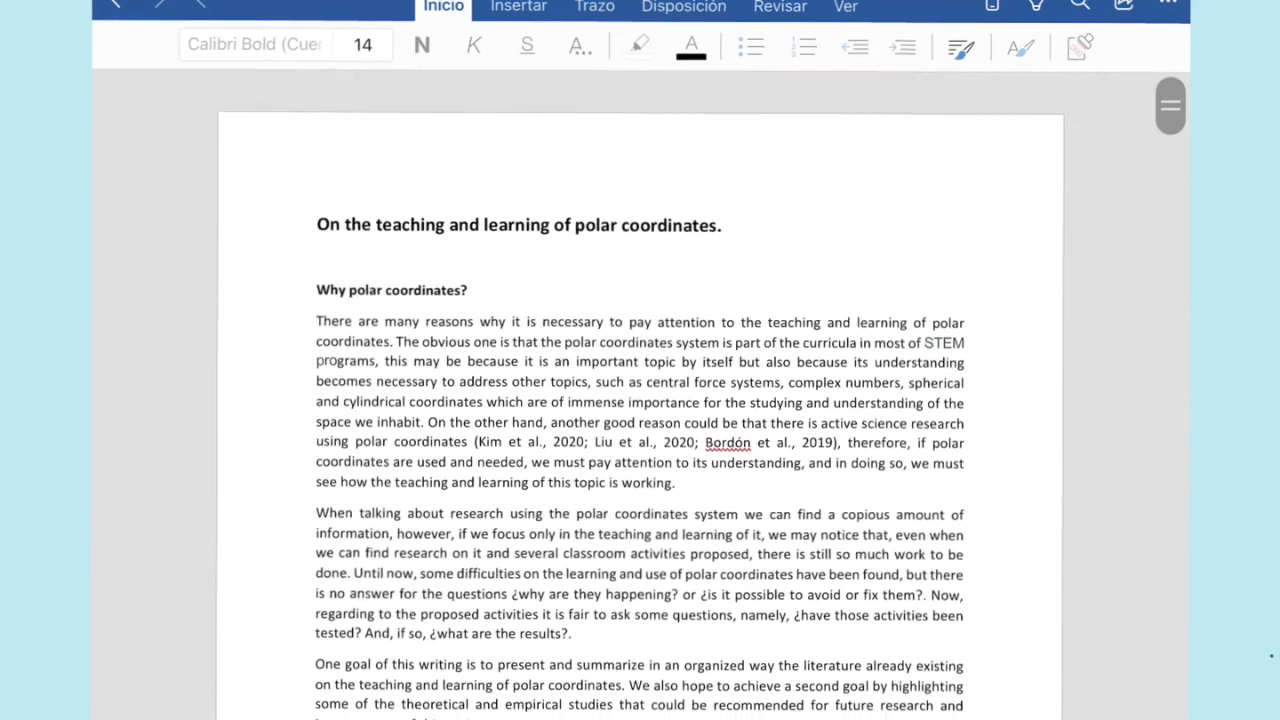 Inicio Insertar Trazo Disposición Revisar Ver
Calibri Bold (Cuer 14 N K S A..  A
On the teaching and learning of polar coordinates.
Why polar coordinates?
There are many reasons why it is necessary to pay attention to the teaching and learning of polar
coordinates. The obvious one is that the polar coordinates system is part of the curricula in most of STEM
programs, this may be because it is an important topic by itself but also because its understanding
becomes necessary to address other topics, such as central force systems, complex numbers, spherical
and cylindrical coordinates which are of immense importance for the studying and understanding of the
space we inhabit. On the other hand, another good reason could be that there is active science research
using polar coordinates (Kim et al., 2020; Liu et al., 2020; Bordón et al., 2019), therefore, if polar
coordinates are used and needed, we must pay attention to its understanding, and in doing so, we must
see how the teaching and learning of this topic is working.
When talking about research using the polar coordinates system we can find a copious amount of
information, however, if we focus only in the teaching and learning of it, we may notice that, even when
we can find research on it and several classroom activities proposed, there is still so much work to be
done. Until now, some difficulties on the learning and use of polar coordinates have been found, but there
is no answer for the questions ¿why are they happening? or ¿is it possible to avoid or fix them?. Now,
regarding to the proposed activities it is fair to ask some questions, namely, ¿have those activities been
tested? And, if so, ¿what are the results?.
One goal of this writing is to present and summarize in an organized way the literature already existing
on the teaching and learning of polar coordinates. We also hope to achieve a second goal by highlighting
some of the theoretical and empirical studies that could be recommended for future research and